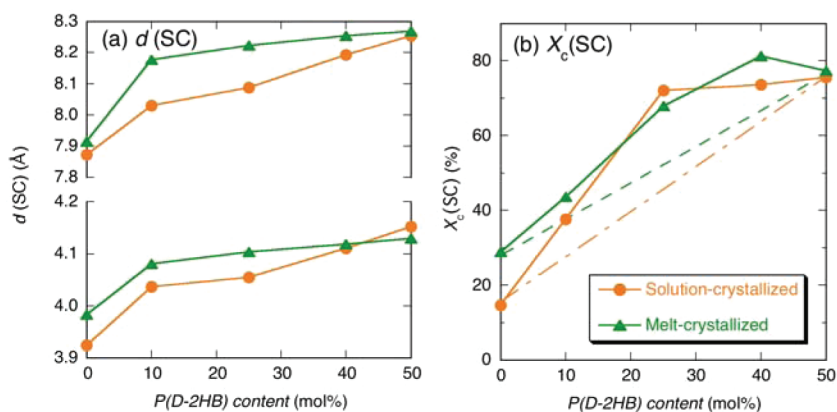 (a) d (SC)
d (SC) (Å)
8.3
8.2
8.1
8.0
7.9
7.8
4.2
4.1
4.0
3.9
0 10 20 30 40 50
P(D-2HB) content (mol%)
(b) Xc(SC)
Xc(SC) (%)
80
60
40
20
0
Solution-crystallized
Melt-crystallized
0 10 20 30 40 50
P(D-2HB) content (mol%)